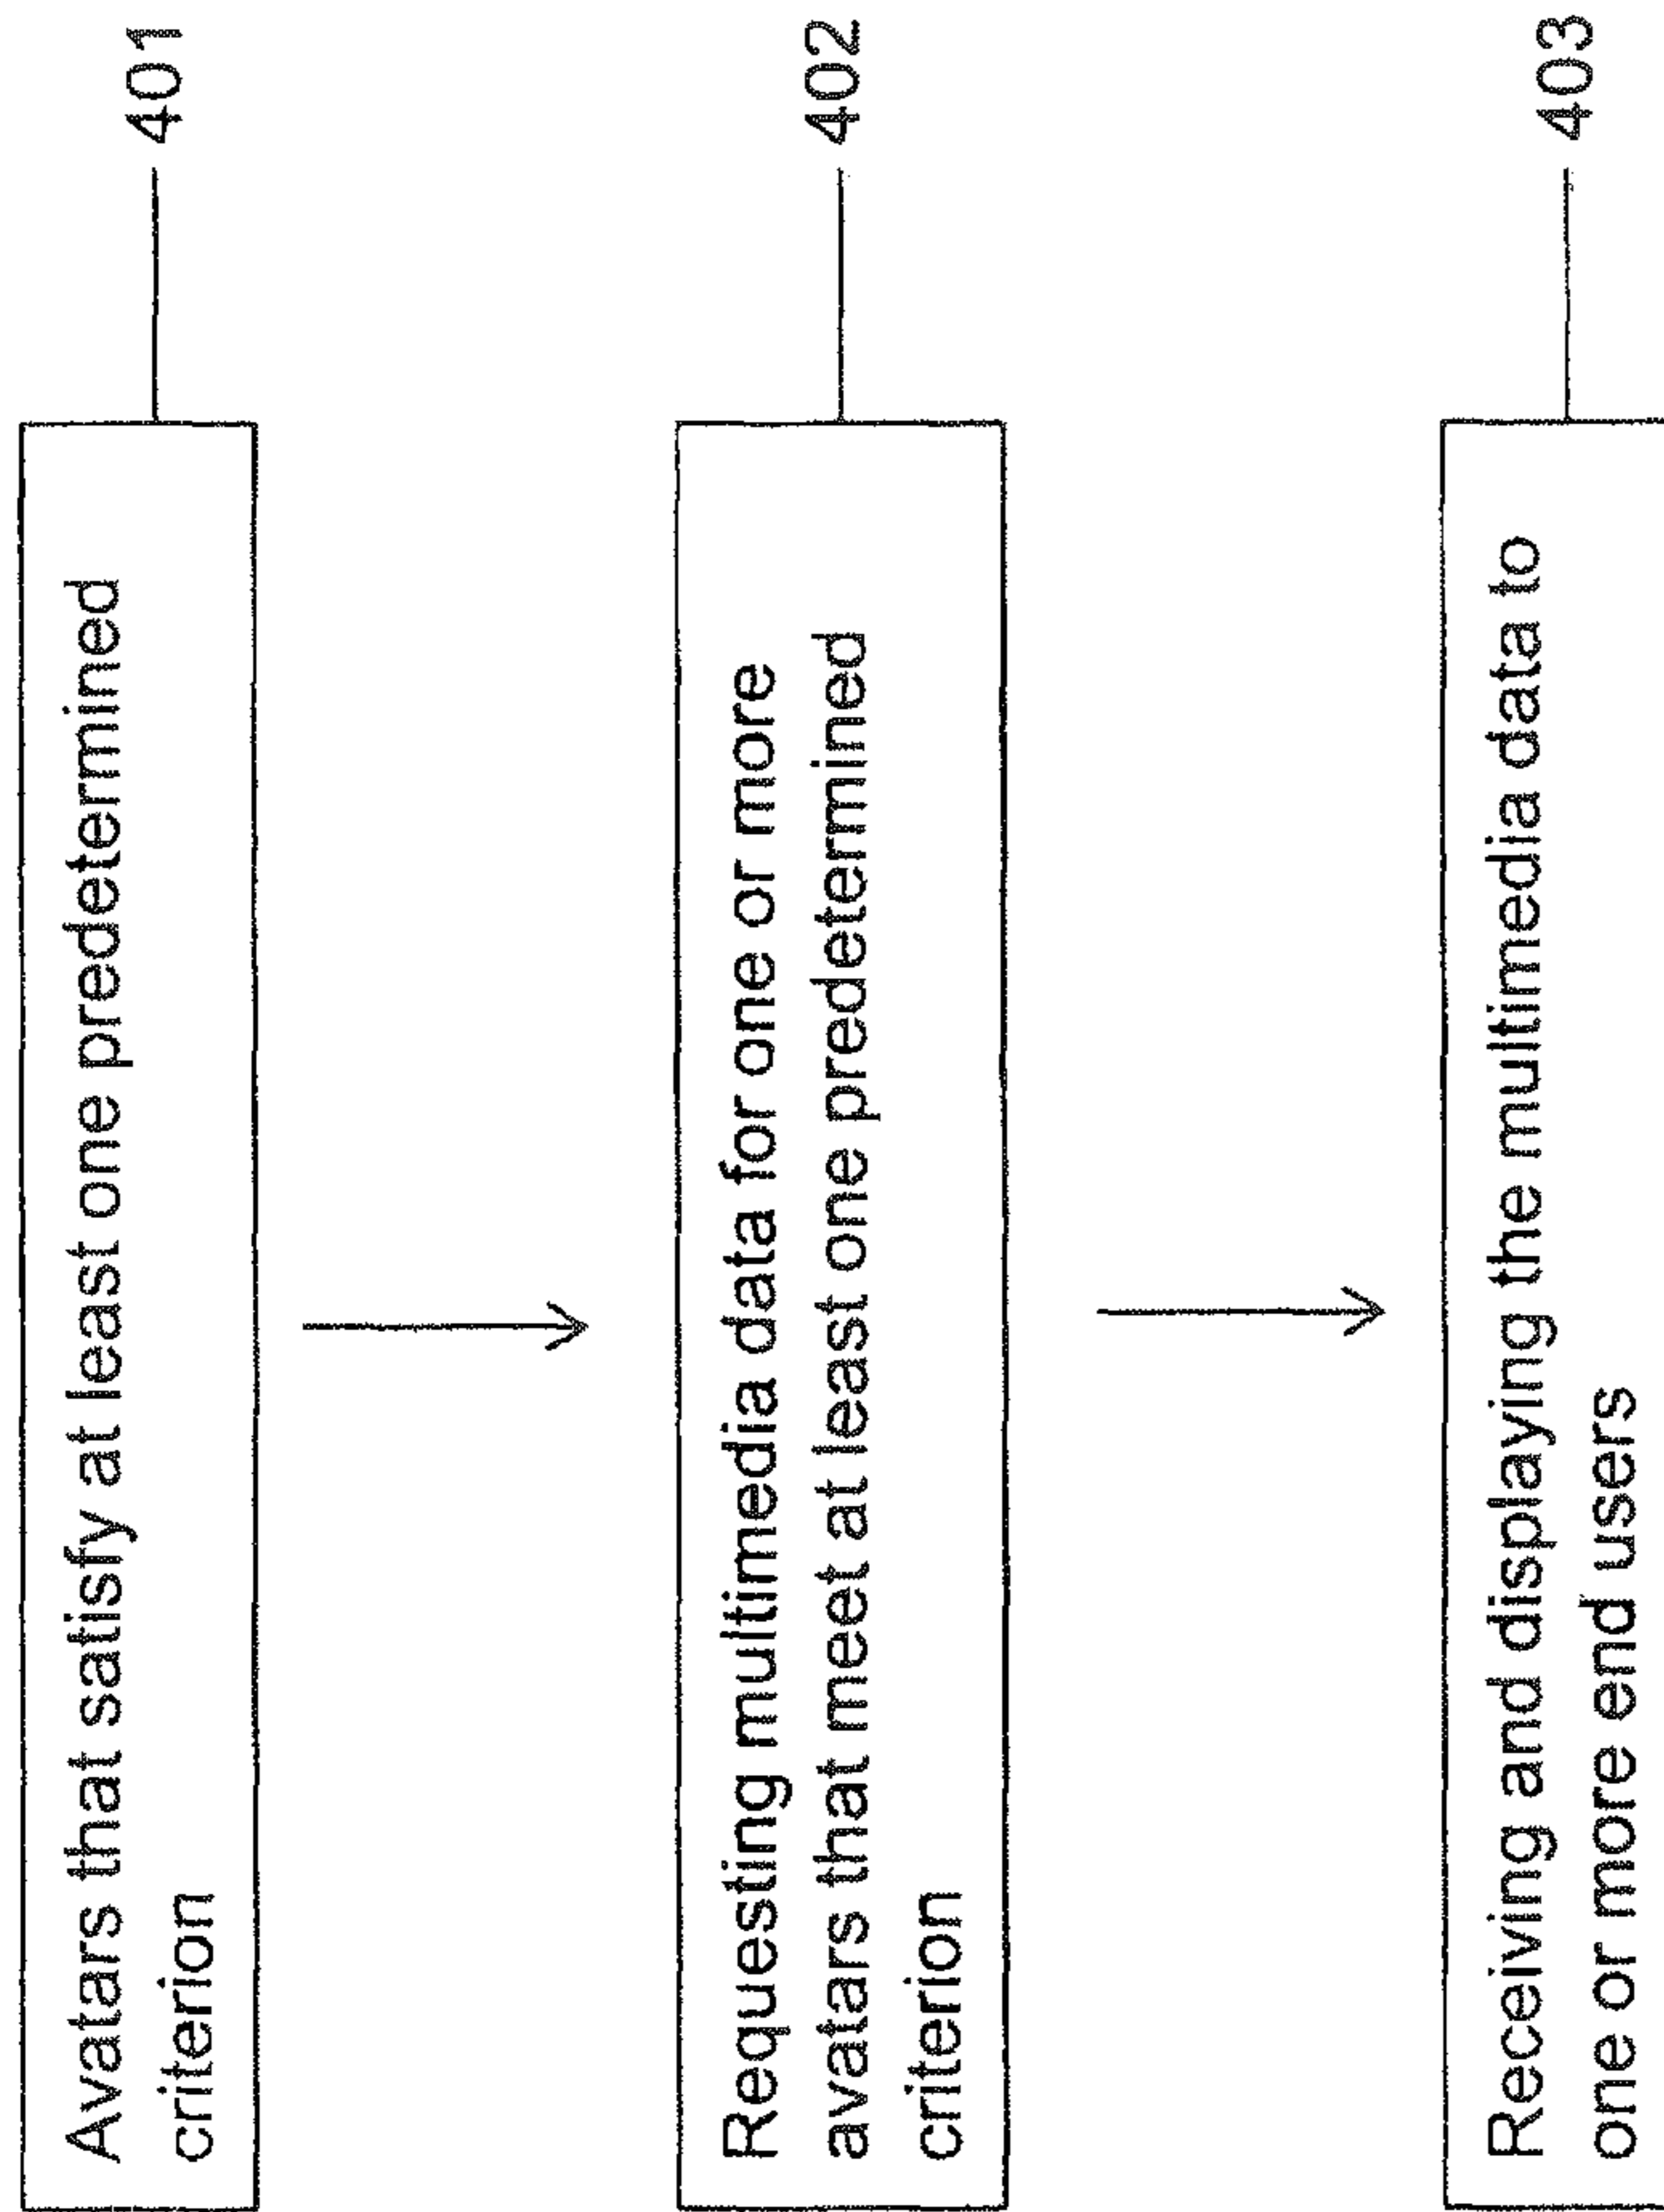 Avatars that satisfy at least one predetermined
criterion
401
Requesting multimedia data for one or more
avatars that meet at least one predetermined
criterion
402
Receiving and displaying the multimedia data to
one or more end users
403